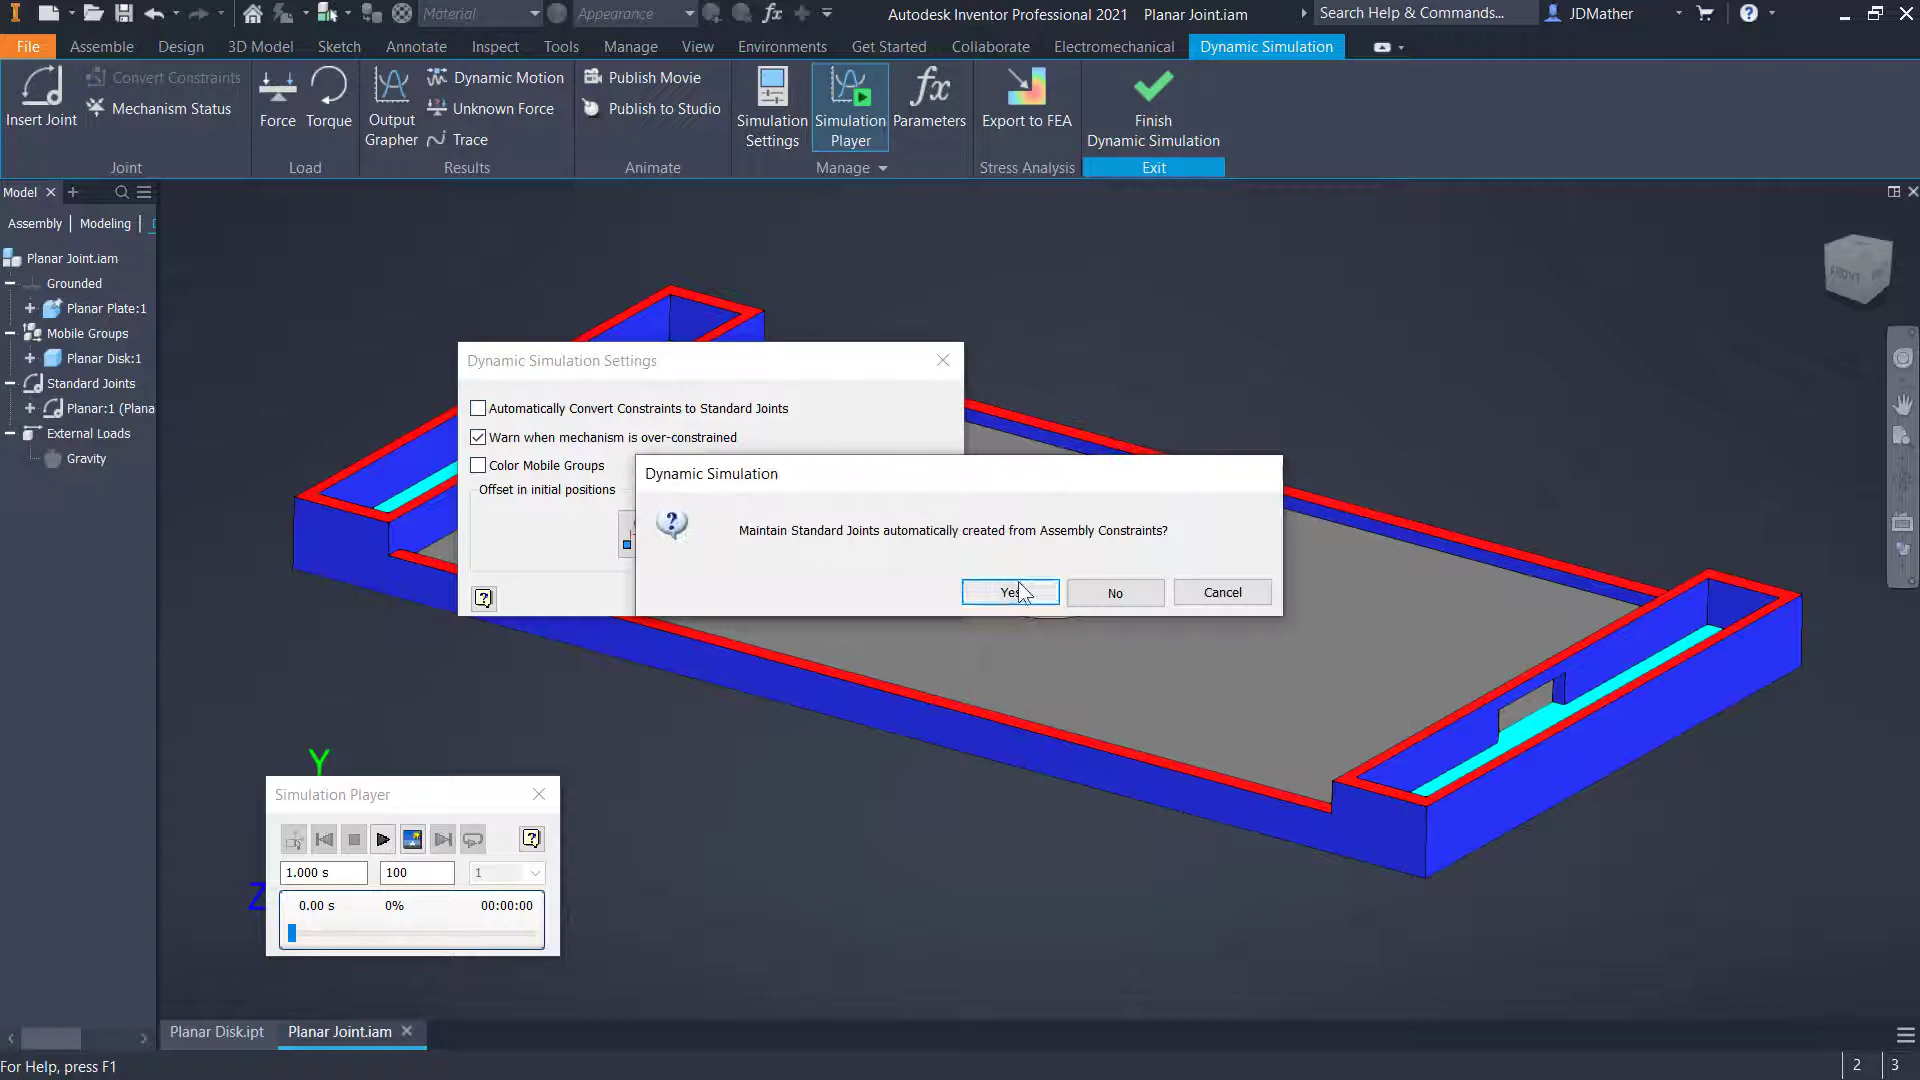 Material
Appearance
Autodesk Inventor Professional 2021 Planar Joint.iam
Search Help & Commands...
JDMather
File
Assemble
Design
3D Model
Sketch
Annotate
Inspect
Tools
Manage
View
Environments
Get Started
Collaborate
Electromechanical
Dynamic Simulation
Insert Joint
Convert Constraints
Mechanism Status
Joint
Force
Torque
Load
Output
Grapher
Dynamic Motion
Unknown Force
Trace
Results
Publish Movie
Publish to Studio
Animate
Simulation
Settings
Simulation
Player
fx
Parameters
Manage
Export to FEA
Stress Analysis
Finish
Dynamic Simulation
Exit
Model
Assembly
Modeling
Planar Joint.iam
Grounded
Planar Plate:1
Mobile Groups
Planar Disk:1
Standard Joints
Planar:1 (Plana
External Loads
Gravity
FRONT
Dynamic Simulation Settings
Automatically Convert Constraints to Standard Joints
Warn when mechanism is over-constrained
Color Mobile Groups
Offset in initial positions
Dynamic Simulation
Maintain Standard Joints automatically created from Assembly Constraints?
Yes
No
Cancel
Y
Z
Simulation Player
1.000 s
100
1
0.00 s
0%
00:00:00
Planar Disk.ipt
Planar Joint.iam
For Help, press F1
2
3